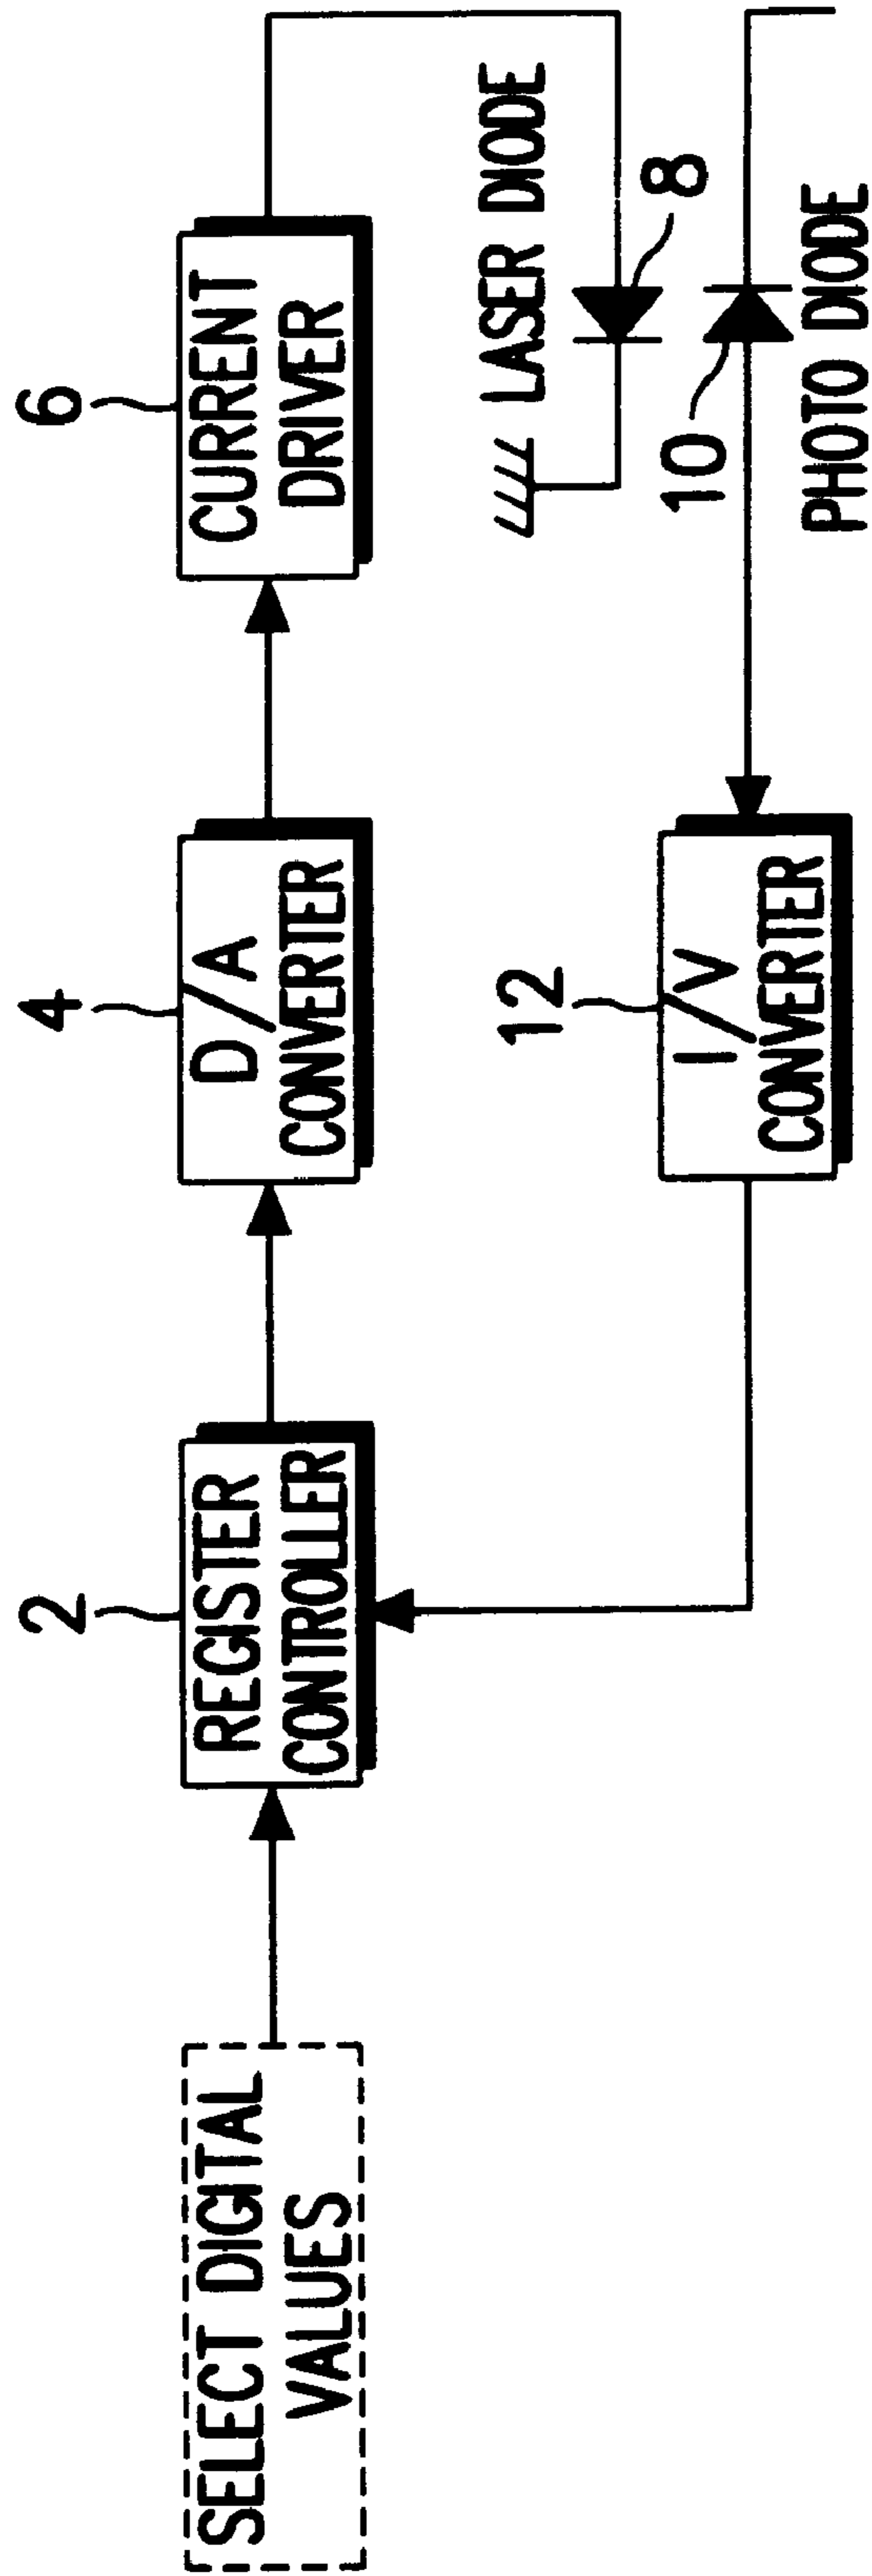 SELECT DIGITAL
VALUES
2
REGISTER
CONTROLLER
4
D/A
CONVERTER
6
CURRENT
DRIVER
LASER DIODE
8
10
PHOTO DIODE
12
I/V
CONVERTER